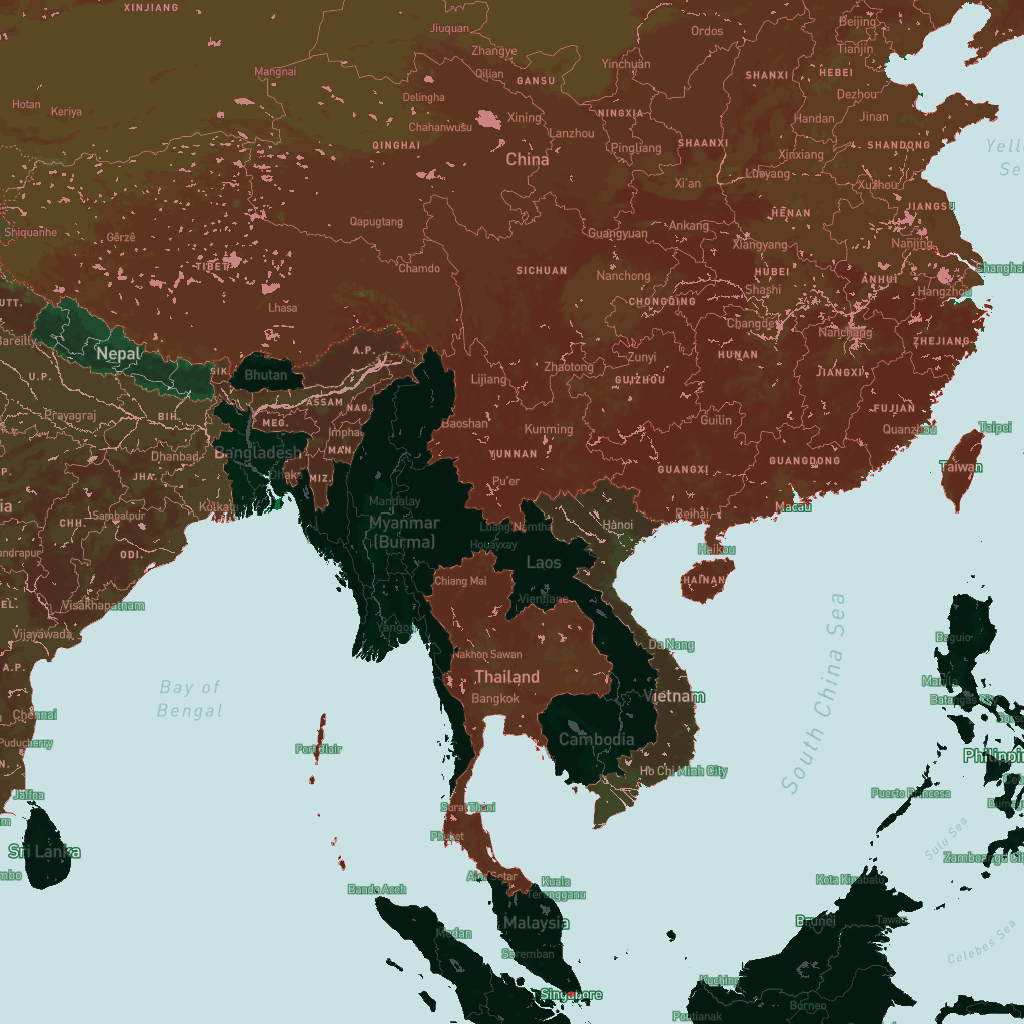 XINJIANG
Jiuquan
Ordos
Beijing
Zhangye
Tianjin
Yinchuan
Mangnai
Qilian
GANSU
SHANXI
HEBEI
Hotan
Keriya
Delingha
Dezhou
NINGXIA
Xining
Handan
Jinan
Chahanwusu
Lanzhou
QINGHAI
Pingliang
SHAANXI
SHANDONG
China
Xinxiang
Luoyang
Xi'an
Xuzhou
JIANGSU
HENAN
Qapugtang
Ankang
Shiquanhe
Gêrzê
Guangyuan
Xiangyang
Nanjing
TIBET
Chamdo
SICHUAN
Nanchong
HUBEI
Shanghai
ANHUI
Shashi
Hangzhou
UTT.
Lhasa
CHONGQING
Changde
Nanchang
Bareilly
ZHEJIANG
Nepal
A.P.
HUNAN
Zunyi
U.P.
SIK.
Bhutan
Lijiang
Zhaotong
GUIZHOU
JIANGXI
ASSAM
NAG.
Prayagraj
BIH.
FUJIAN
MEG.
Baoshan
Kunming
Guilin
Quanzhou
Taipei
Imphal
Dhanbad
Bangladesh
MAN.
YUNNAN
GUANGXI
GUANGDONG
Taiwan
JHA.
Dhaka
MIZ.
Pu'er
Kolkata
Mandalay
Macau
CHH.
Sambalpur
Myanmar
(Burma)
Luang Namtha
Hanoi
Beihai
Houayxay
ODI.
Laos
Haikou
Chiang Mai
HAINAN
Visakhapatnam
Vientiane
Vijayawada
Yangon
Baguio
Da Nang
Nakhon Sawan
A.P.
Thailand
Bay of
Bengal
Bangkok
Vietnam
Manila
South China Sea
Chennai
Cambodia
Puducherry
Port Blair
Ho Chi Minh City
Jaffna
Puerto Princesa
Surat Thani
Phuket
Sulu Sea
Sri Lanka
Zamboanga City
Alor Setar
Kuala
Terengganu
Kota Kinabalu
Banda Aceh
Malaysia
Brunei
Medan
Seremban
Celebes Sea
Kuching
Singapore
Borneo
Pontianak